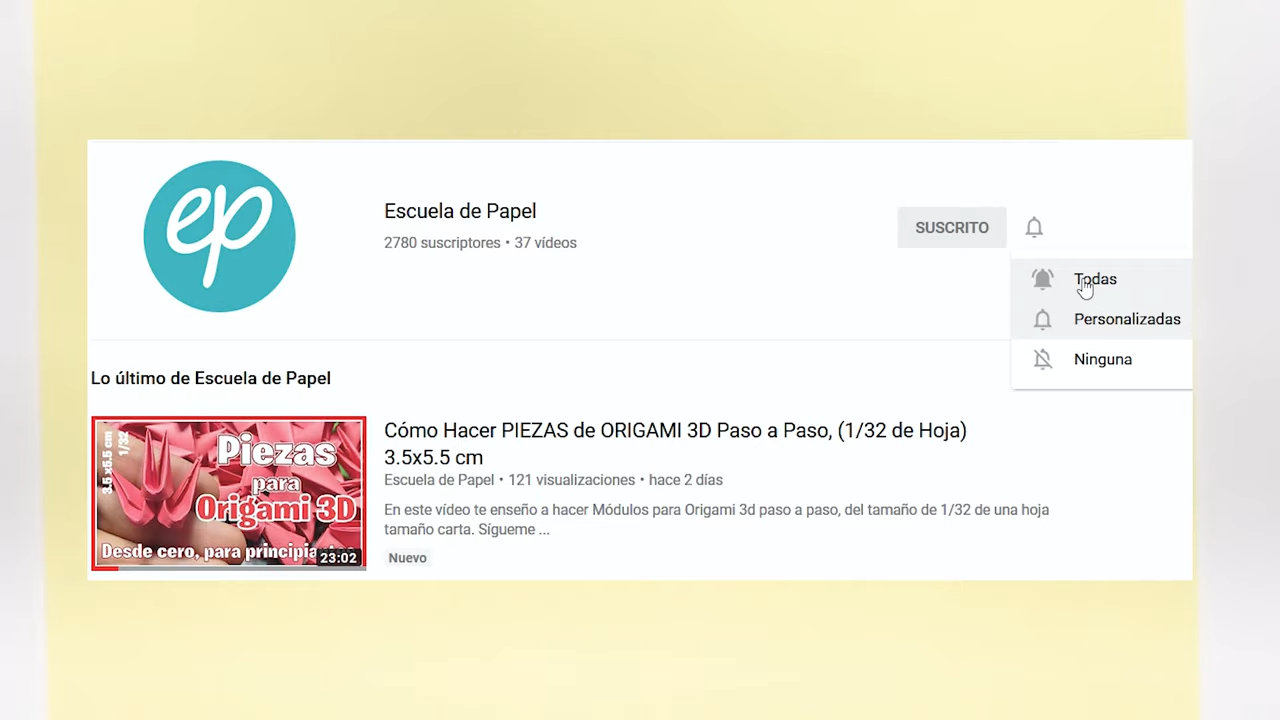 ep
Escuela de Papel
2780 suscriptores • 37 vídeos
SUSCRITO
Todas
Personalizadas
Ninguna
Lo último de Escuela de Papel
3.5 x5.5 cm
1/32
Piezas
para
Origami 3D
Desde cero, para principia
23:02
Cómo Hacer PIEZAS de ORIGAMI 3D Paso a Paso, (1/32 de Hoja)
3.5x5.5 cm
Escuela de Papel • 121 visualizaciones • hace 2 días
En este vídeo te enseño a hacer Módulos para Origami 3d paso a paso, del tamaño de 1/32 de una hoja
tamaño carta. Sígueme ...
Nuevo